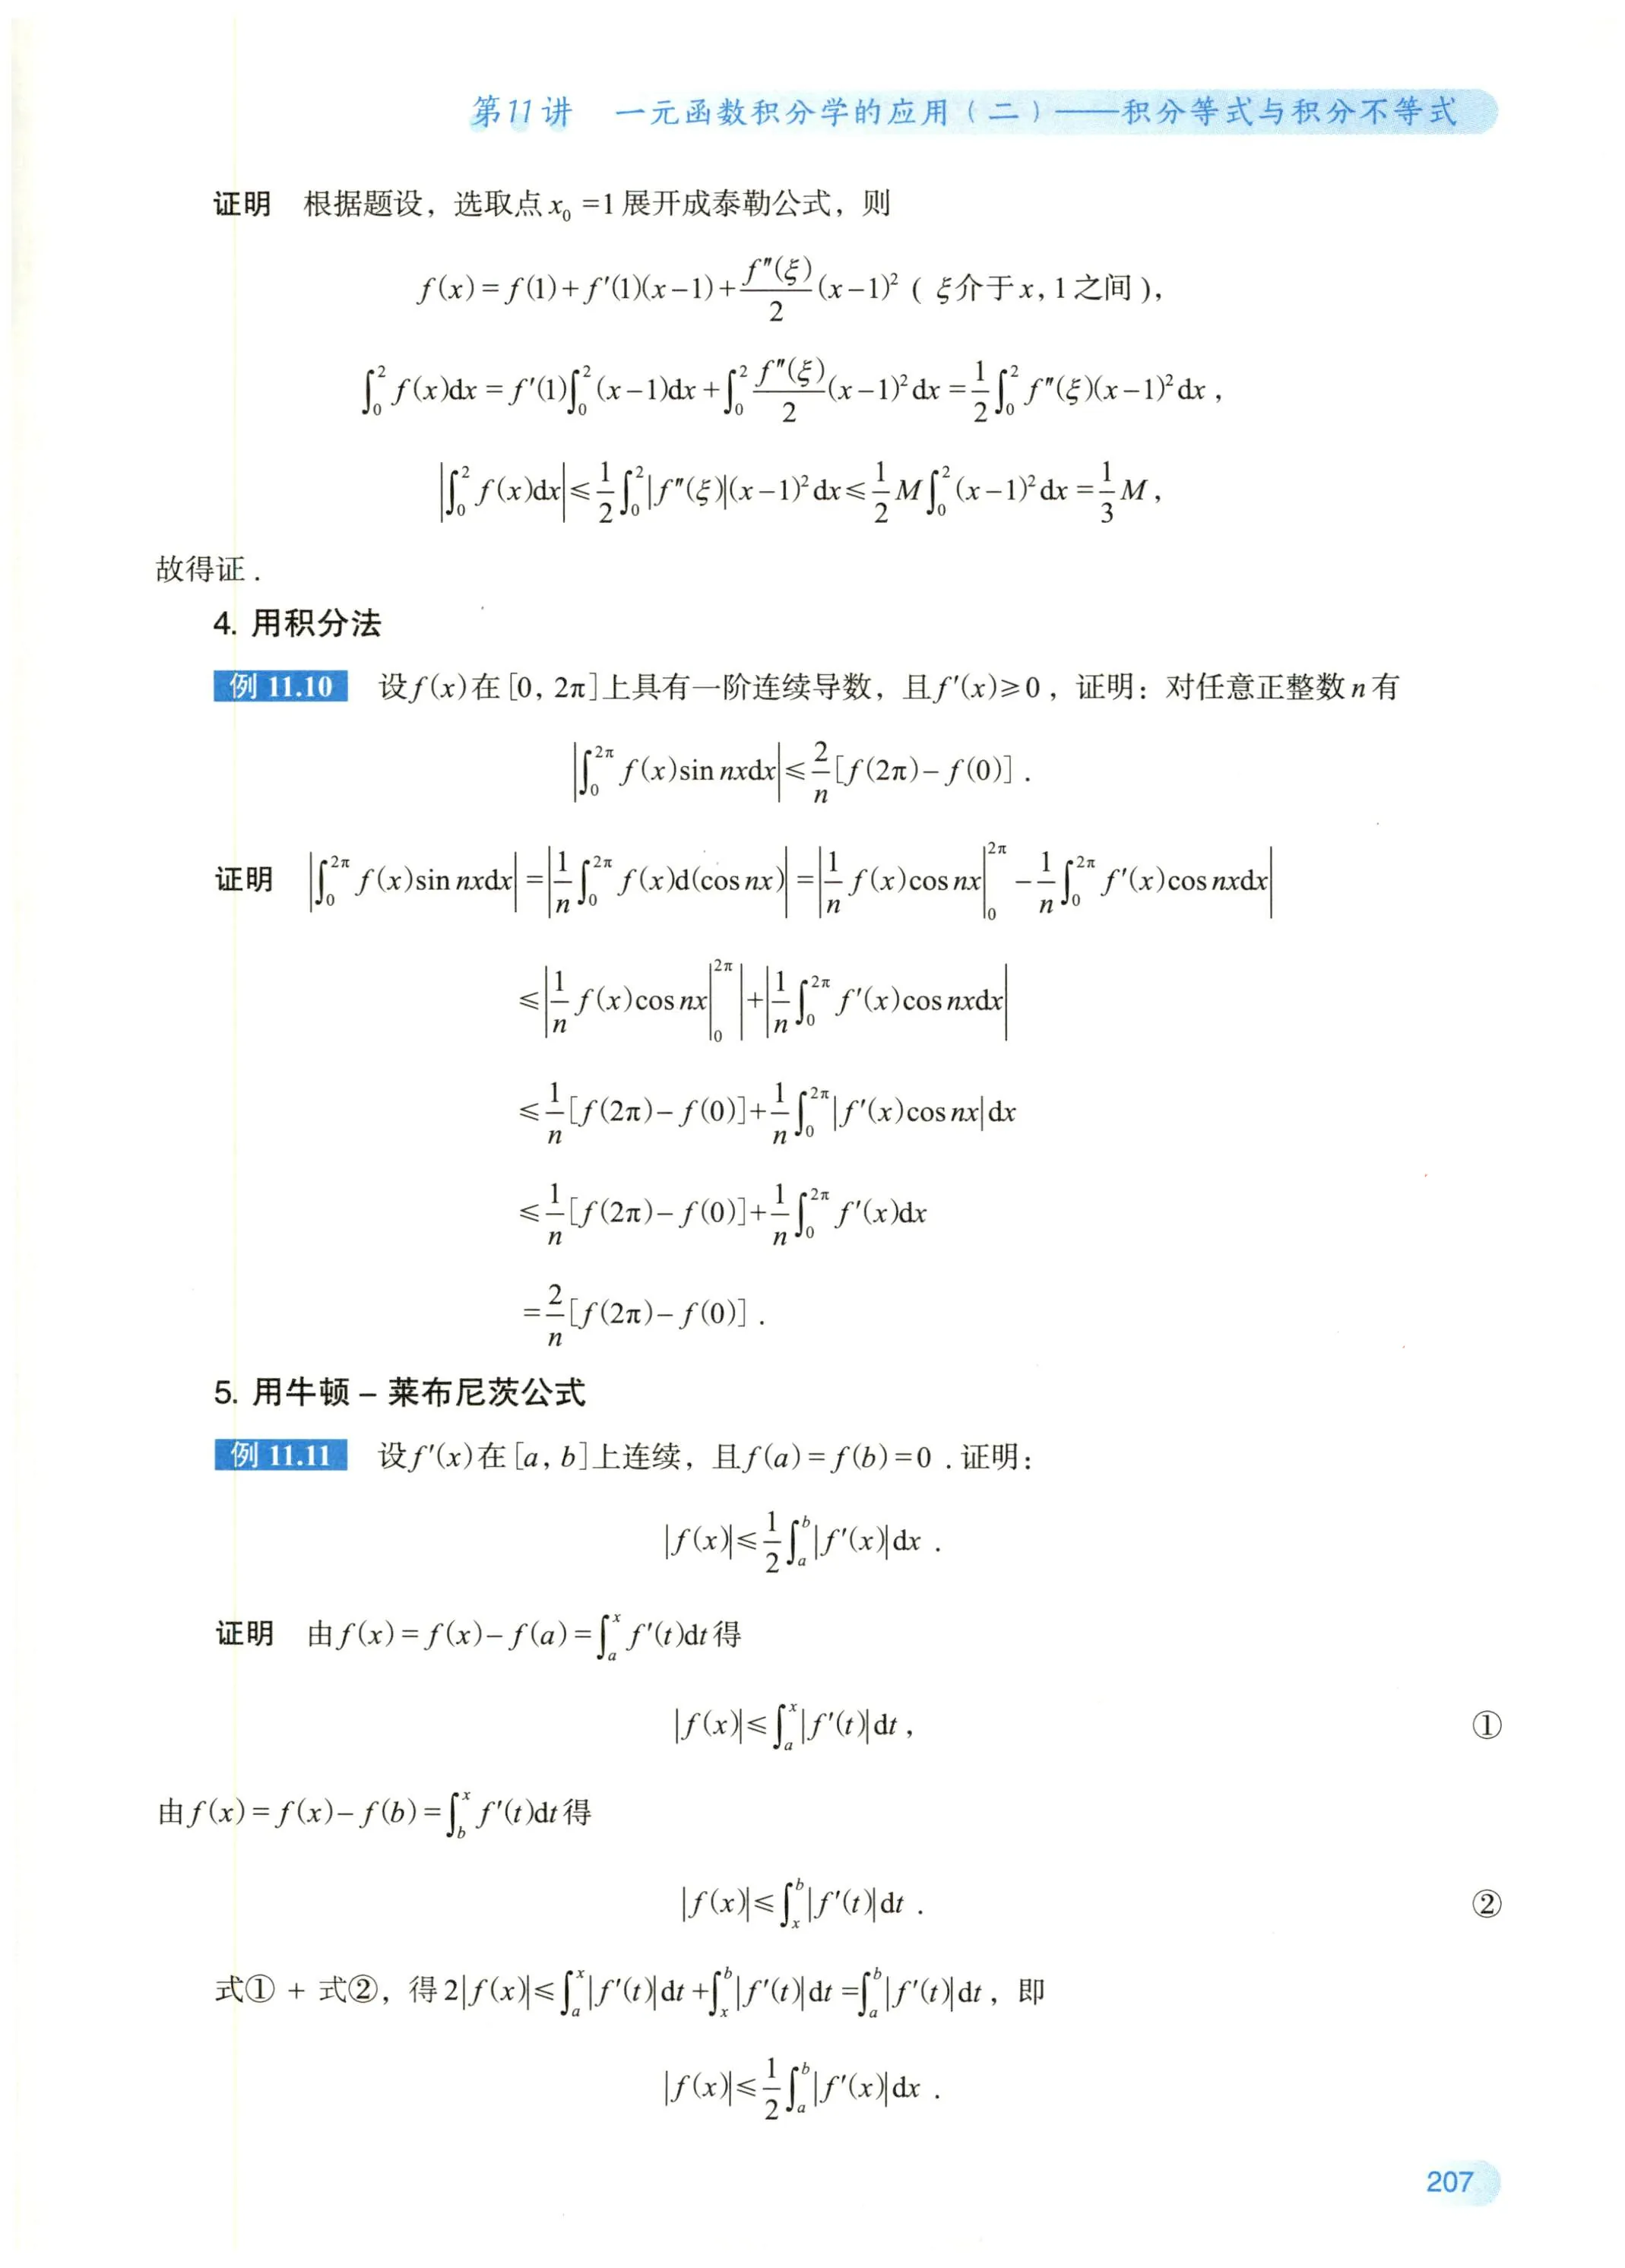 第11讲 一元函数积分学的应用（二）——积分等式与积分不等式
证明 根据题设，选取点 $x_0=1$ 展开成泰勒公式，则
$f(x)=f(1)+f'(1)(x-1)+\frac{f''(\xi)}{2}(x-1)^2$（$\xi$介于$x,1$之间），
$\int_0^2 f(x)dx=f'(1)\int_0^2(x-1)dx+\int_0^2\frac{f''(\xi)}{2}(x-1)^2dx=\frac{1}{2}\int_0^2 f''(\xi)(x-1)^2dx$，
$\left|\int_0^2 f(x)dx\right|\leqslant\frac{1}{2}\int_0^2|f''(\xi)|(x-1)^2dx\leqslant\frac{1}{2}M\int_0^2(x-1)^2dx=\frac{1}{3}M$，
故得证．
4. 用积分法
例 11.10 设$f(x)$在$[0,2\pi]$上具有一阶连续导数，且$f'(x)\geqslant 0$，证明：对任意正整数$n$有
$\left|\int_0^{2\pi}f(x)\sin nxdx\right|\leqslant\frac{2}{n}[f(2\pi)-f(0)]$．
证明 $\left|\int_0^{2\pi}f(x)\sin nxdx\right|=\left|\frac{1}{n}\int_0^{2\pi}f(x)d(\cos nx)\right|=\left|\frac{1}{n}f(x)\cos nx\Big|_0^{2\pi}-\frac{1}{n}\int_0^{2\pi}f'(x)\cos nxdx\right|$
$\leqslant\left|\frac{1}{n}f(x)\cos nx\Big|_0^{2\pi}\right|+\left|\frac{1}{n}\int_0^{2\pi}f'(x)\cos nxdx\right|$
$\leqslant\frac{1}{n}[f(2\pi)-f(0)]+\frac{1}{n}\int_0^{2\pi}|f'(x)\cos nx|dx$
$\leqslant\frac{1}{n}[f(2\pi)-f(0)]+\frac{1}{n}\int_0^{2\pi}f'(x)dx$
$=\frac{2}{n}[f(2\pi)-f(0)]$．
5. 用牛顿－莱布尼茨公式
例 11.11 设$f'(x)$在$[a,b]$上连续，且$f(a)=f(b)=0$．证明：
$|f(x)|\leqslant\frac{1}{2}\int_a^b|f'(x)|dx$．
证明 由$f(x)=f(x)-f(a)=\int_a^x f'(t)dt$得
$|f(x)|\leqslant\int_a^x|f'(t)|dt$， ①
由$f(x)=f(x)-f(b)=\int_b^x f'(t)dt$得
$|f(x)|\leqslant\int_x^b|f'(t)|dt$． ②
式①＋式②，得$2|f(x)|\leqslant\int_a^x|f'(t)|dt+\int_x^b|f'(t)|dt=\int_a^b|f'(t)|dt$，即
$|f(x)|\leqslant\frac{1}{2}\int_a^b|f'(x)|dx$．
207